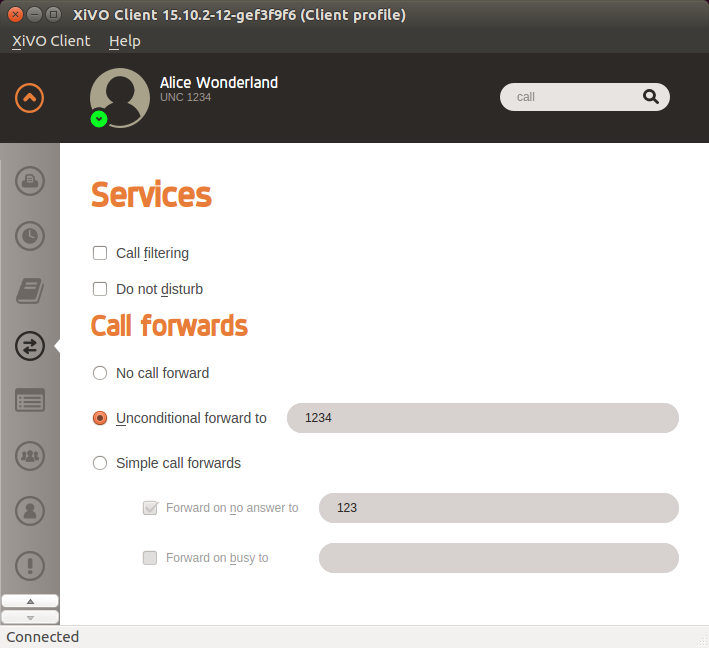 XiVO Client 15.10.2-12-gef3f9f6 (Client profile)
XiVO Client Help
Alice Wonderland
UNC 1234
call
Services
Call filtering
Do not disturb
Call forwards
No call forward
Unconditional forward to 1234
Simple call forwards
Forward on no answer to 123
Forward on busy to
Connected